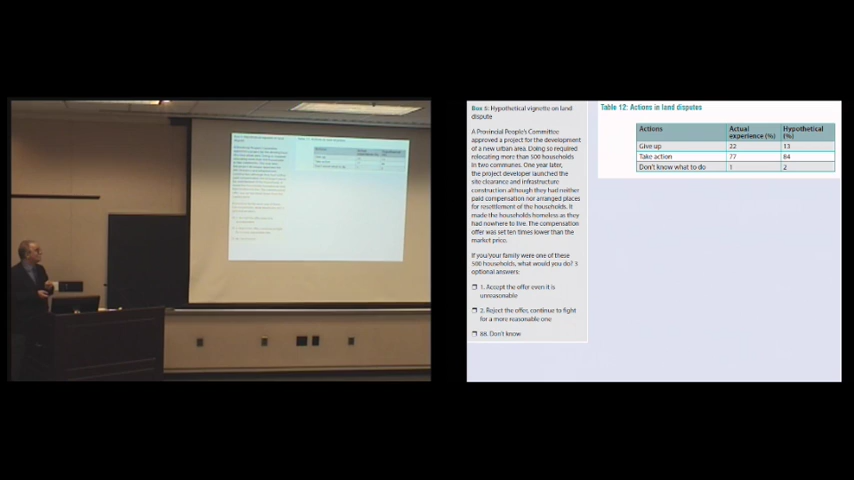 Box 5: Hypothetical vignette on land-
dispute
A Provincial People's Committee
approved a project for the development
of a new urban area. Doing so required
relocating more than 500 households
in two communes. One year later,
the project developer launched the
site clearance and infrastructure
construction although they had neither
paid compensation nor arranged places
for resettlement of the households. It
made the households homeless as they
had nowhere to live. The compensation
offer was set ten times lower than the
market price.
If you/your family were one of these
500 households, what would you do? 3
optional answers:
1. Accept the offer even it is
unreasonable
2. Reject the offer, continue to fight
for a more reasonable one
88. Don't know
Table 12: Actions in land disputes
Actions Actual experience (%) Hypothetical (%)
Give up 22 13
Take action 77 84
Don't know what to do 1 2